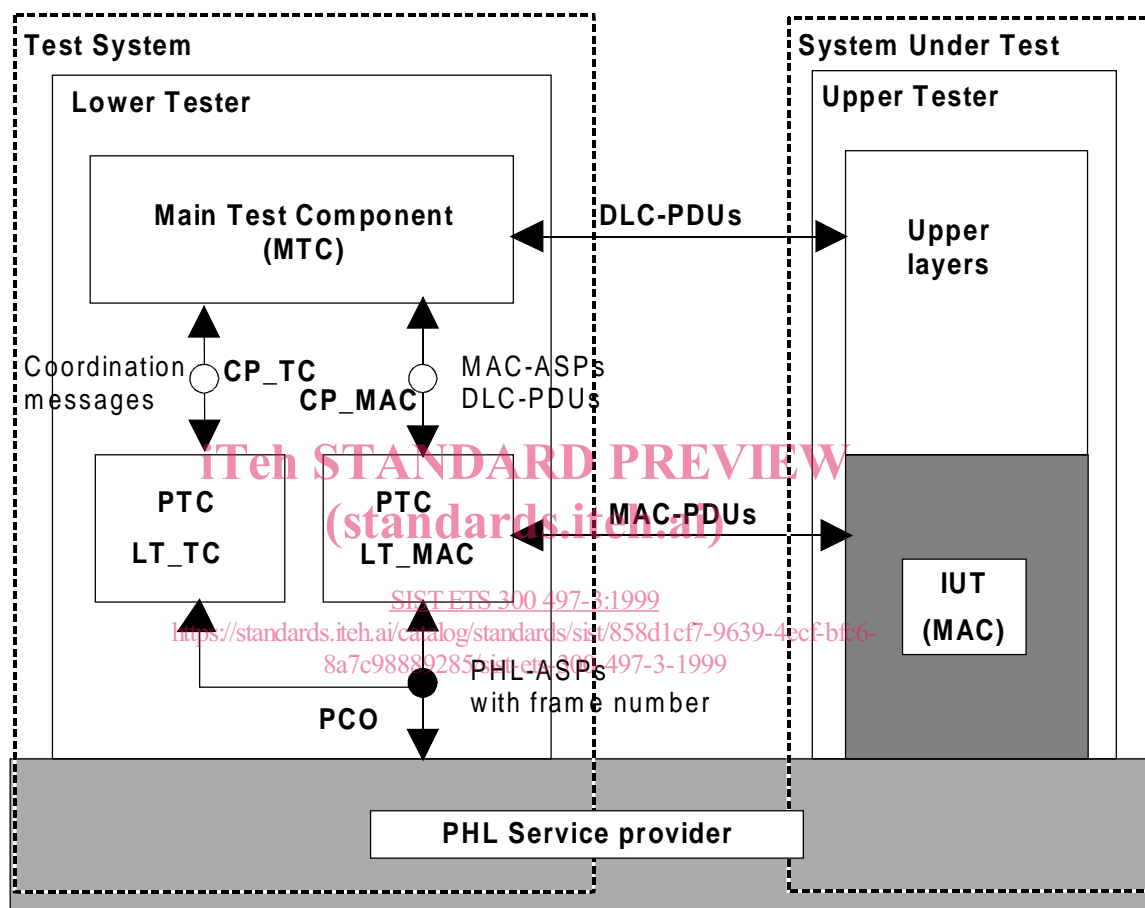 Test System
System Under Test
Lower Tester
Upper Tester
Main Test Component
(MTC)
DLC-PDUs
Upper
layers
Coordination
messages
CP_TC
CP_MAC
MAC-ASPs
DLC-PDUs
iTeh STANDARD PREVIEW
(standards.iteh.ai)
PTC
LT_TC
PTC
LT_MAC
MAC-PDUs
IUT
(MAC)
SIST ETS 300 497-3:1999
https://standards.iteh.ai/catalog/standards/sist/858d1cf7-9639-4ecf-bfc6-
8a7c98889285/sist-ets-300-497-3-1999
PHL-ASPs
with frame number
PCO
PHL Service provider